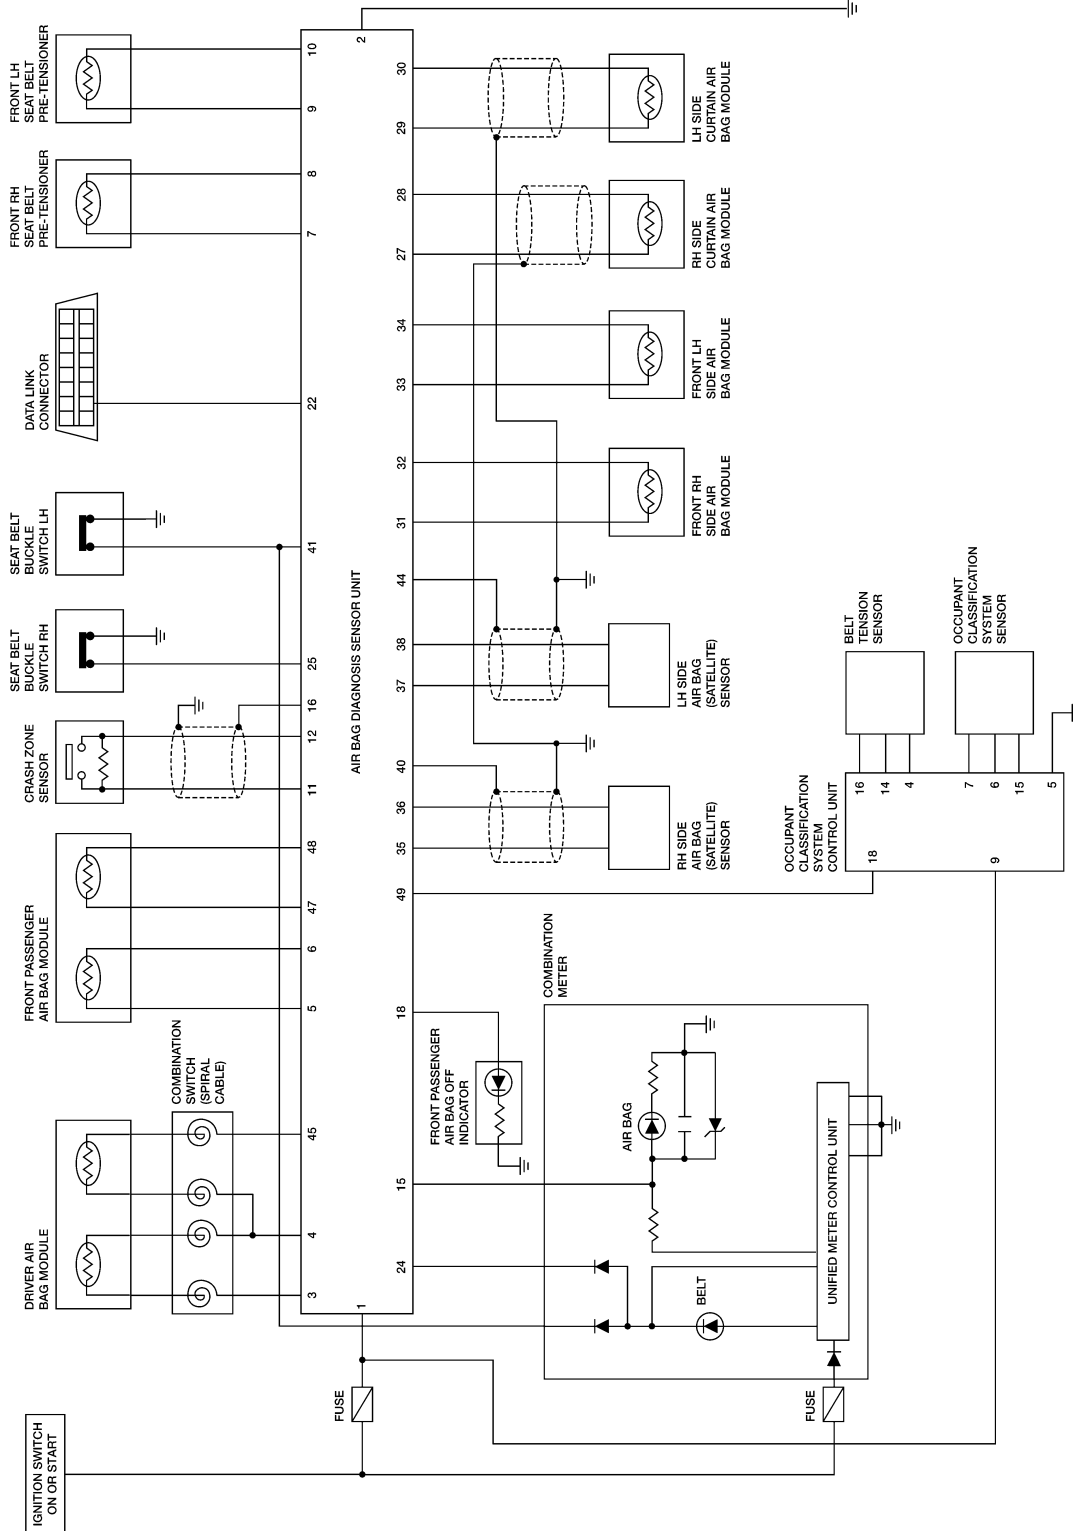 IGNITION SWITCH
ON OR START
FUSE
FUSE
DRIVER AIR
BAG MODULE
COMBINATION
SWITCH
(SPIRAL
CABLE)
FRONT PASSENGER
AIR BAG MODULE
CRASH ZONE
SENSOR
SEAT BELT
BUCKLE
SWITCH RH
SEAT BELT
BUCKLE
SWITCH LH
DATA LINK
CONNECTOR
FRONT RH
SEAT BELT
PRE-TENSIONER
FRONT LH
SEAT BELT
PRE-TENSIONER
3
4
45
5
6
47
48
11
12
16
25
41
22
7
8
9
10
1
AIR BAG DIAGNOSIS SENSOR UNIT
2
24
15
18
49
35
36
40
37
38
44
31
32
33
34
27
28
29
30
FRONT PASSENGER
AIR BAG OFF
INDICATOR
COMBINATION
METER
AIR BAG
BELT
UNIFIED METER CONTROL UNIT
RH SIDE
AIR BAG
(SATELLITE)
SENSOR
LH SIDE
AIR BAG
(SATELLITE)
SENSOR
FRONT RH
SIDE AIR
BAG MODULE
FRONT LH
SIDE AIR
BAG MODULE
RH SIDE
CURTAIN AIR
BAG MODULE
LH SIDE
CURTAIN AIR
BAG MODULE
OCCUPANT
CLASSIFICATION
SYSTEM
CONTROL UNIT
18
9
16
14
4
7
6
15
5
BELT
TENSION
SENSOR
OCCUPANT
CLASSIFICATION
SYSTEM
SENSOR